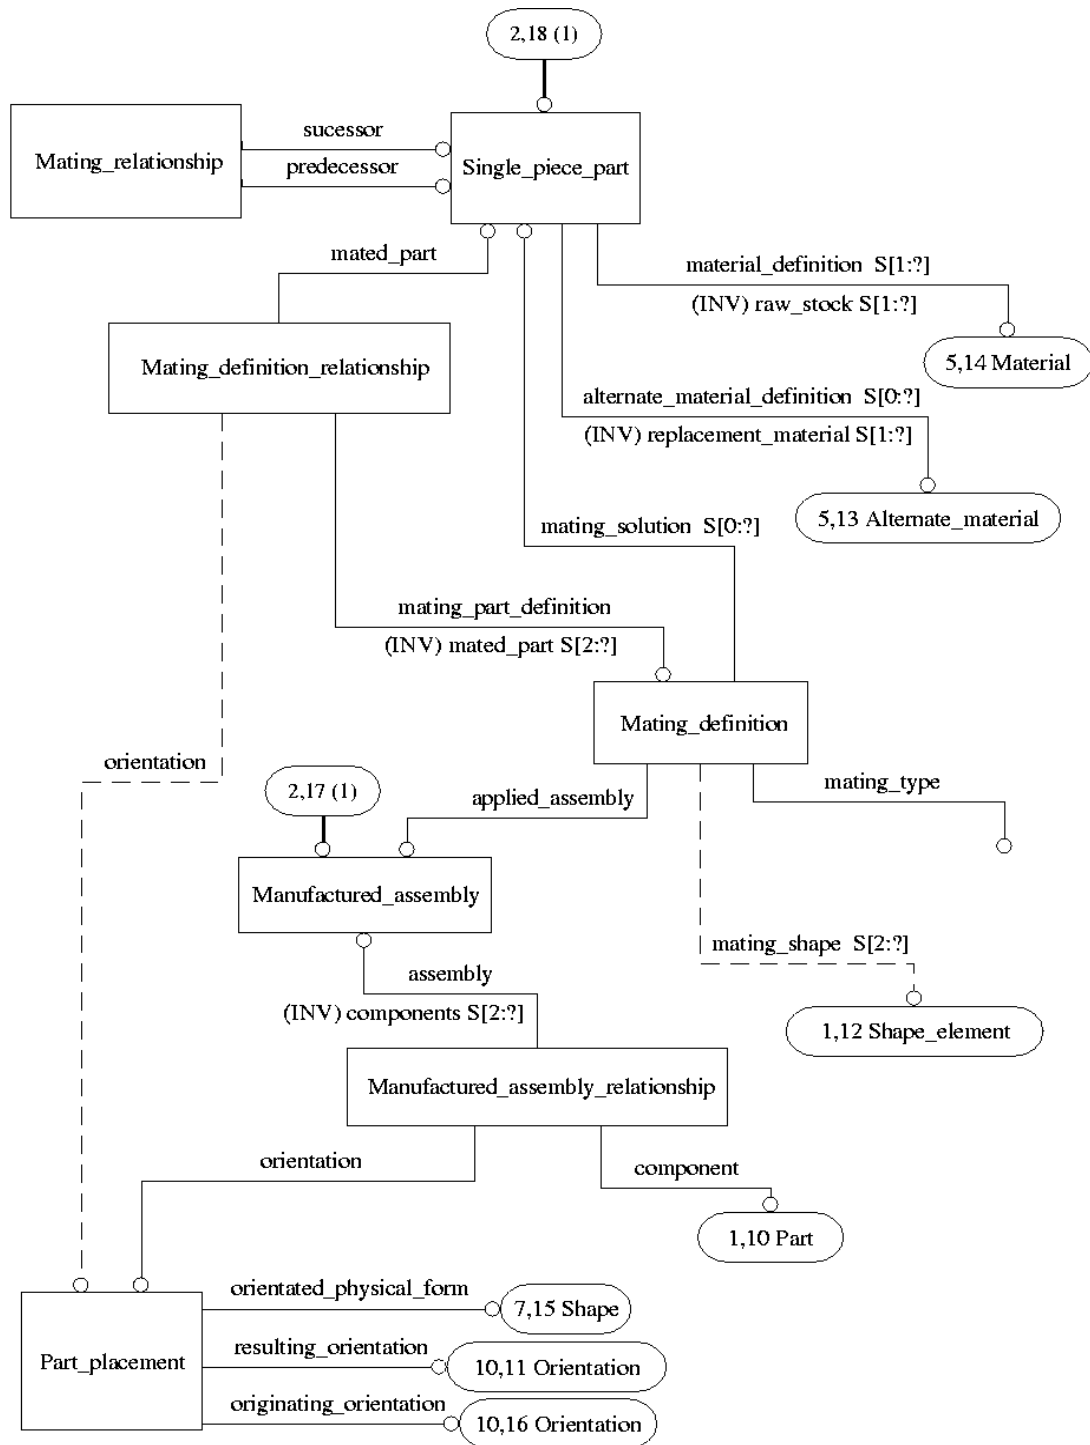 2,18 (1)
sucessor
Mating_relationship
predecessor
Single_piece_part
mated_part
material_definition S[1:?]
(INV) raw_stock S[1:?]
5,14 Material
Mating_definition_relationship
alternate_material_definition S[0:?]
(INV) replacement_material S[1:?]
5,13 Alternate_material
mating_solution S[0:?]
mating_part_definition
(INV) mated_part S[2:?]
Mating_definition
orientation
2,17 (1)
applied_assembly
mating_type
Manufactured_assembly
mating_shape S[2:?]
assembly
(INV) components S[2:?]
1,12 Shape_element
Manufactured_assembly_relationship
orientation
component
1,10 Part
orientated_physical_form
7,15 Shape
Part_placement
resulting_orientation
10,11 Orientation
originating_orientation
10,16 Orientation